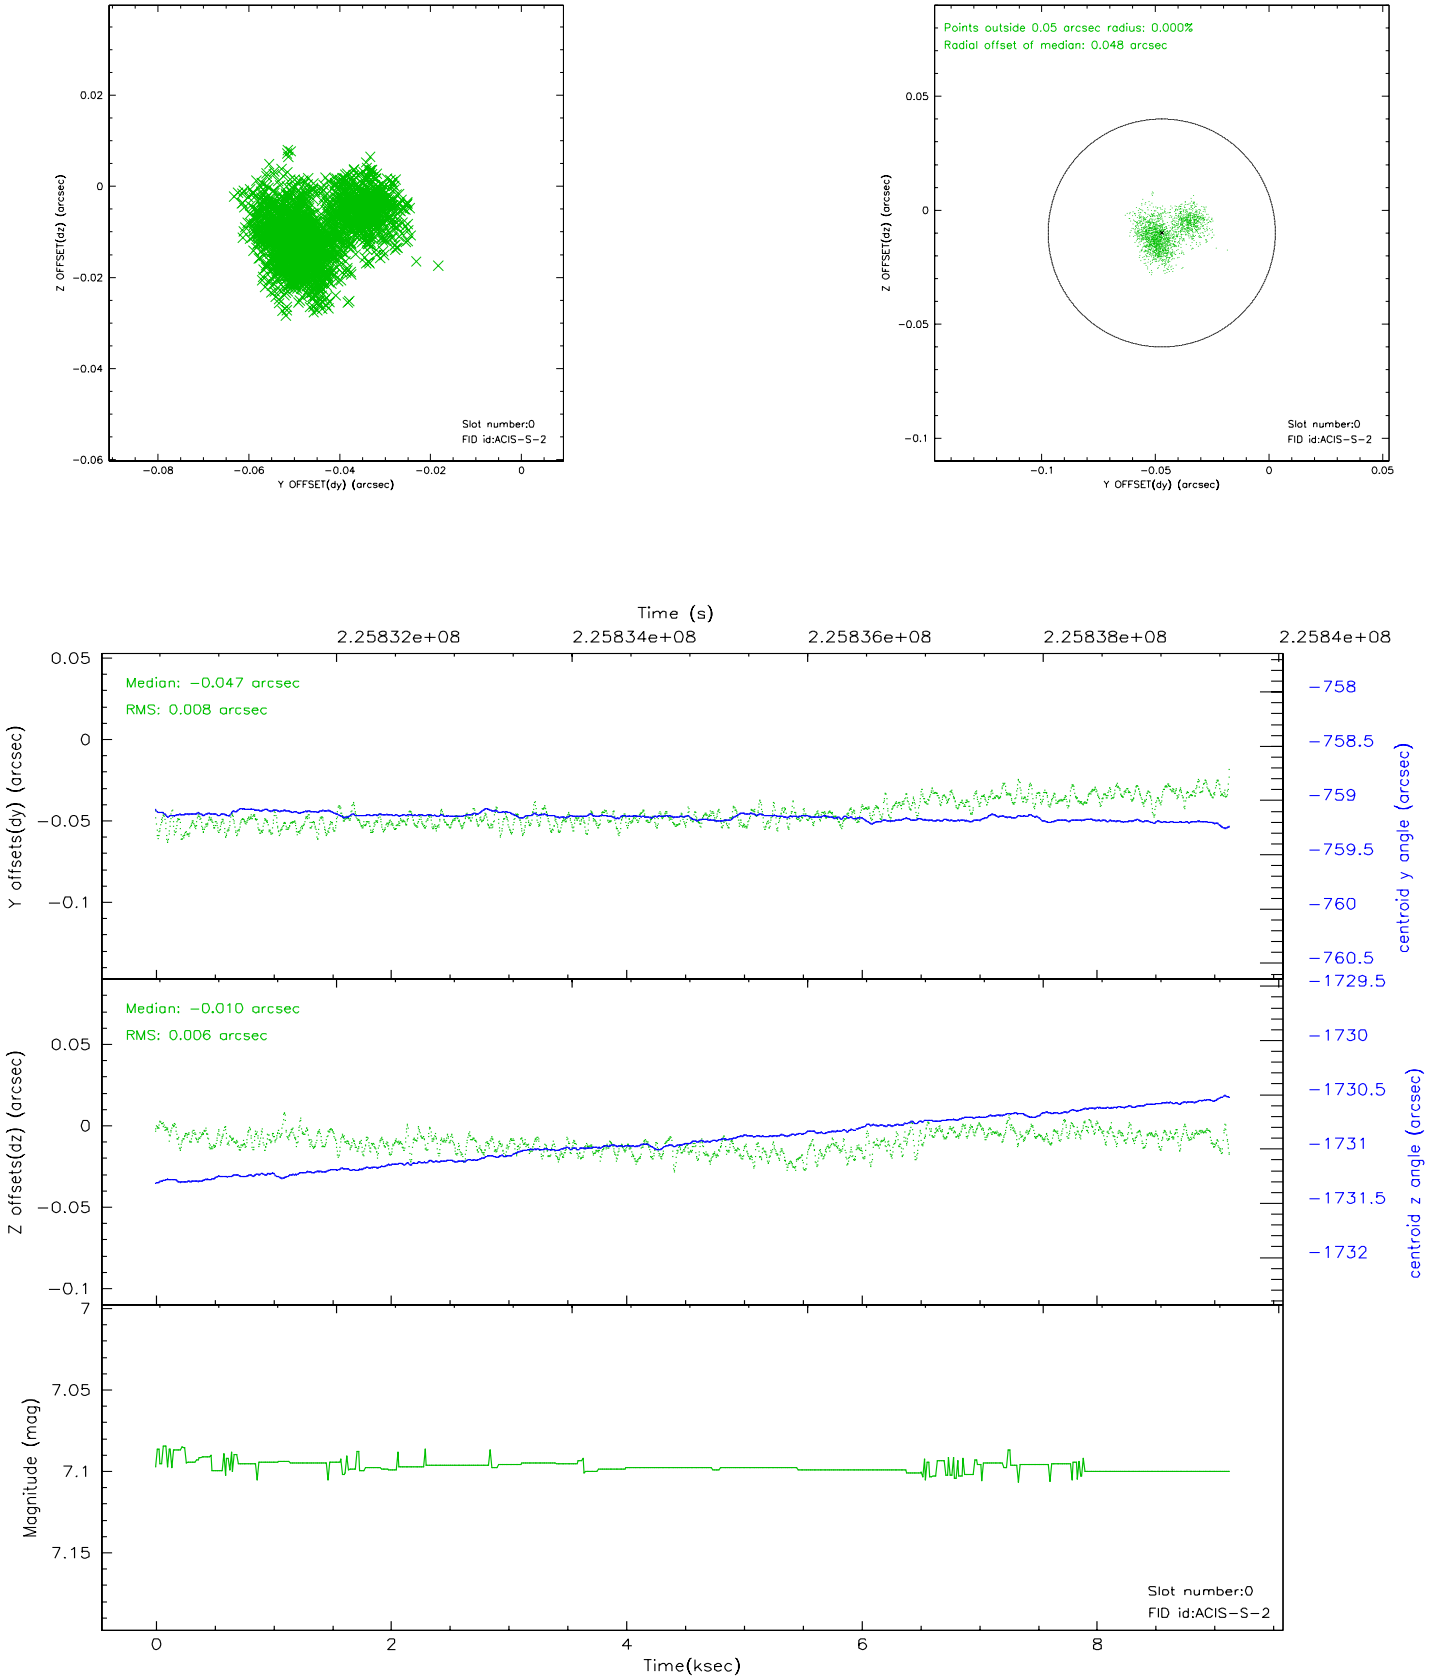 0.02
0
-0.02
-0.04
-0.06
Z OFFSET(dz) (arcsec)
Slot number:0
FID id:ACIS-S-2
-0.08
-0.06
-0.04
-0.02
0
Y OFFSET(dy) (arcsec)
Points outside 0.05 arcsec radius: 0.000%
Radial offset of median: 0.048 arcsec
0.05
0
-0.05
-0.1
Z OFFSET(dz) (arcsec)
Slot number:0
FID id:ACIS-S-2
-0.1
-0.05
0
0.05
Y OFFSET(dy) (arcsec)
Time (s)
2.25832e+08
2.25834e+08
2.25836e+08
2.25838e+08
2.2584e+08
0.05
0
-0.05
-0.1
Y offsets(dy) (arcsec)
Median: -0.047 arcsec
RMS: 0.008 arcsec
-758
-758.5
-759
-759.5
-760
-760.5
centroid y angle (arcsec)
0.05
0
-0.05
-0.1
Z offsets(dz) (arcsec)
Median: -0.010 arcsec
RMS: 0.006 arcsec
-1729.5
-1730
-1730.5
-1731
-1731.5
-1732
centroid z angle (arcsec)
7
7.05
7.1
7.15
Magnitude (mag)
Slot number:0
FID id:ACIS-S-2
0
2
4
6
8
Time(ksec)